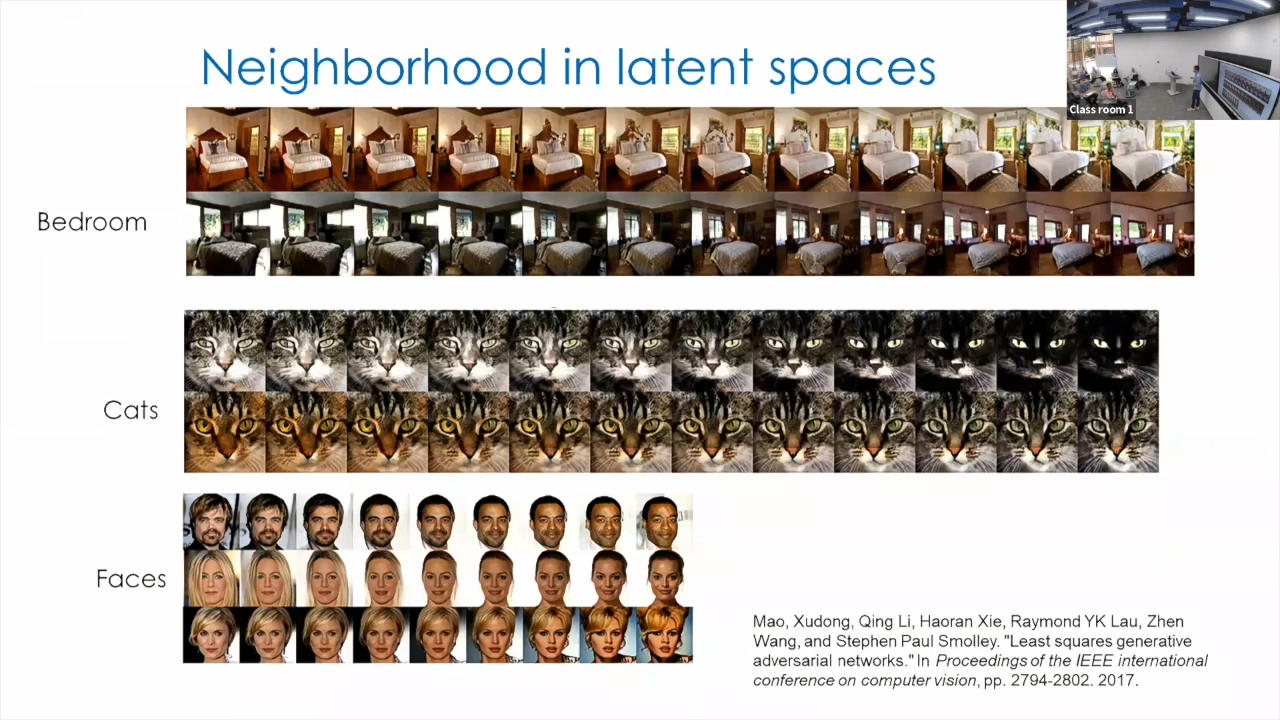 Neighborhood in latent spaces
Class room 1
Bedroom
Cats
Faces
Mao, Xudong, Qing Li, Haoran Xie, Raymond YK Lau, Zhen
Wang, and Stephen Paul Smolley. "Least squares generative
adversarial networks." In Proceedings of the IEEE international
conference on computer vision, pp. 2794-2802. 2017.